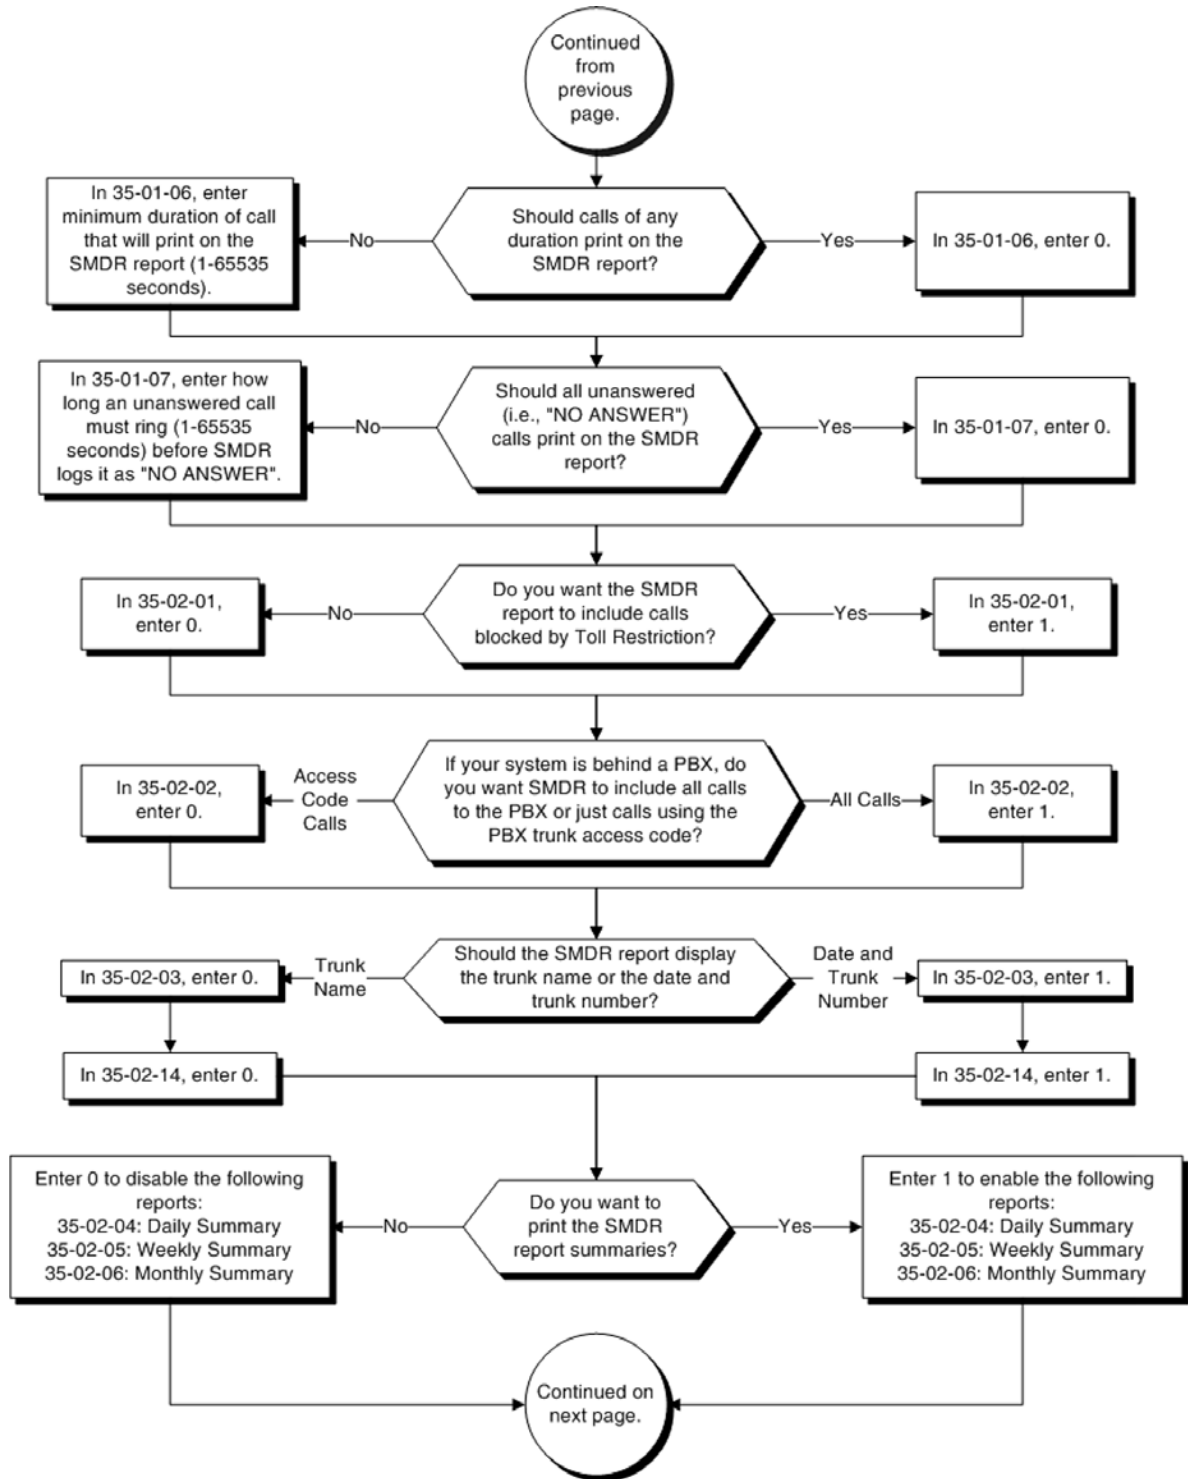 Continued
from
previous
page.
In 35-01-06, enter
minimum duration of call
that will print on the
SMDR report (1-65535
seconds).
No
Should calls of any
duration print on the
SMDR report?
Yes
In 35-01-06, enter 0.
In 35-01-07, enter how
long an unanswered call
must ring (1-65535
seconds) before SMDR
logs it as "NO ANSWER".
No
Should all unanswered
(i.e., "NO ANSWER")
calls print on the SMDR
report?
Yes
In 35-01-07, enter 0.
In 35-02-01,
enter 0.
No
Do you want the SMDR
report to include calls
blocked by Toll Restriction?
Yes
In 35-02-01,
enter 1.
In 35-02-02,
enter 0.
Access
Code
Calls
If your system is behind a PBX, do
you want SMDR to include all calls
to the PBX or just calls using the
PBX trunk access code?
All Calls
In 35-02-02,
enter 1.
In 35-02-03, enter 0.
Trunk
Name
Should the SMDR report display
the trunk name or the date and
trunk number?
Date and
Trunk
Number
In 35-02-03, enter 1.
In 35-02-14, enter 0.
In 35-02-14, enter 1.
Enter 0 to disable the following
reports:
35-02-04: Daily Summary
35-02-05: Weekly Summary
35-02-06: Monthly Summary
No
Do you want to
print the SMDR
report summaries?
Yes
Enter 1 to enable the following
reports:
35-02-04: Daily Summary
35-02-05: Weekly Summary
35-02-06: Monthly Summary
Continued on
next page.